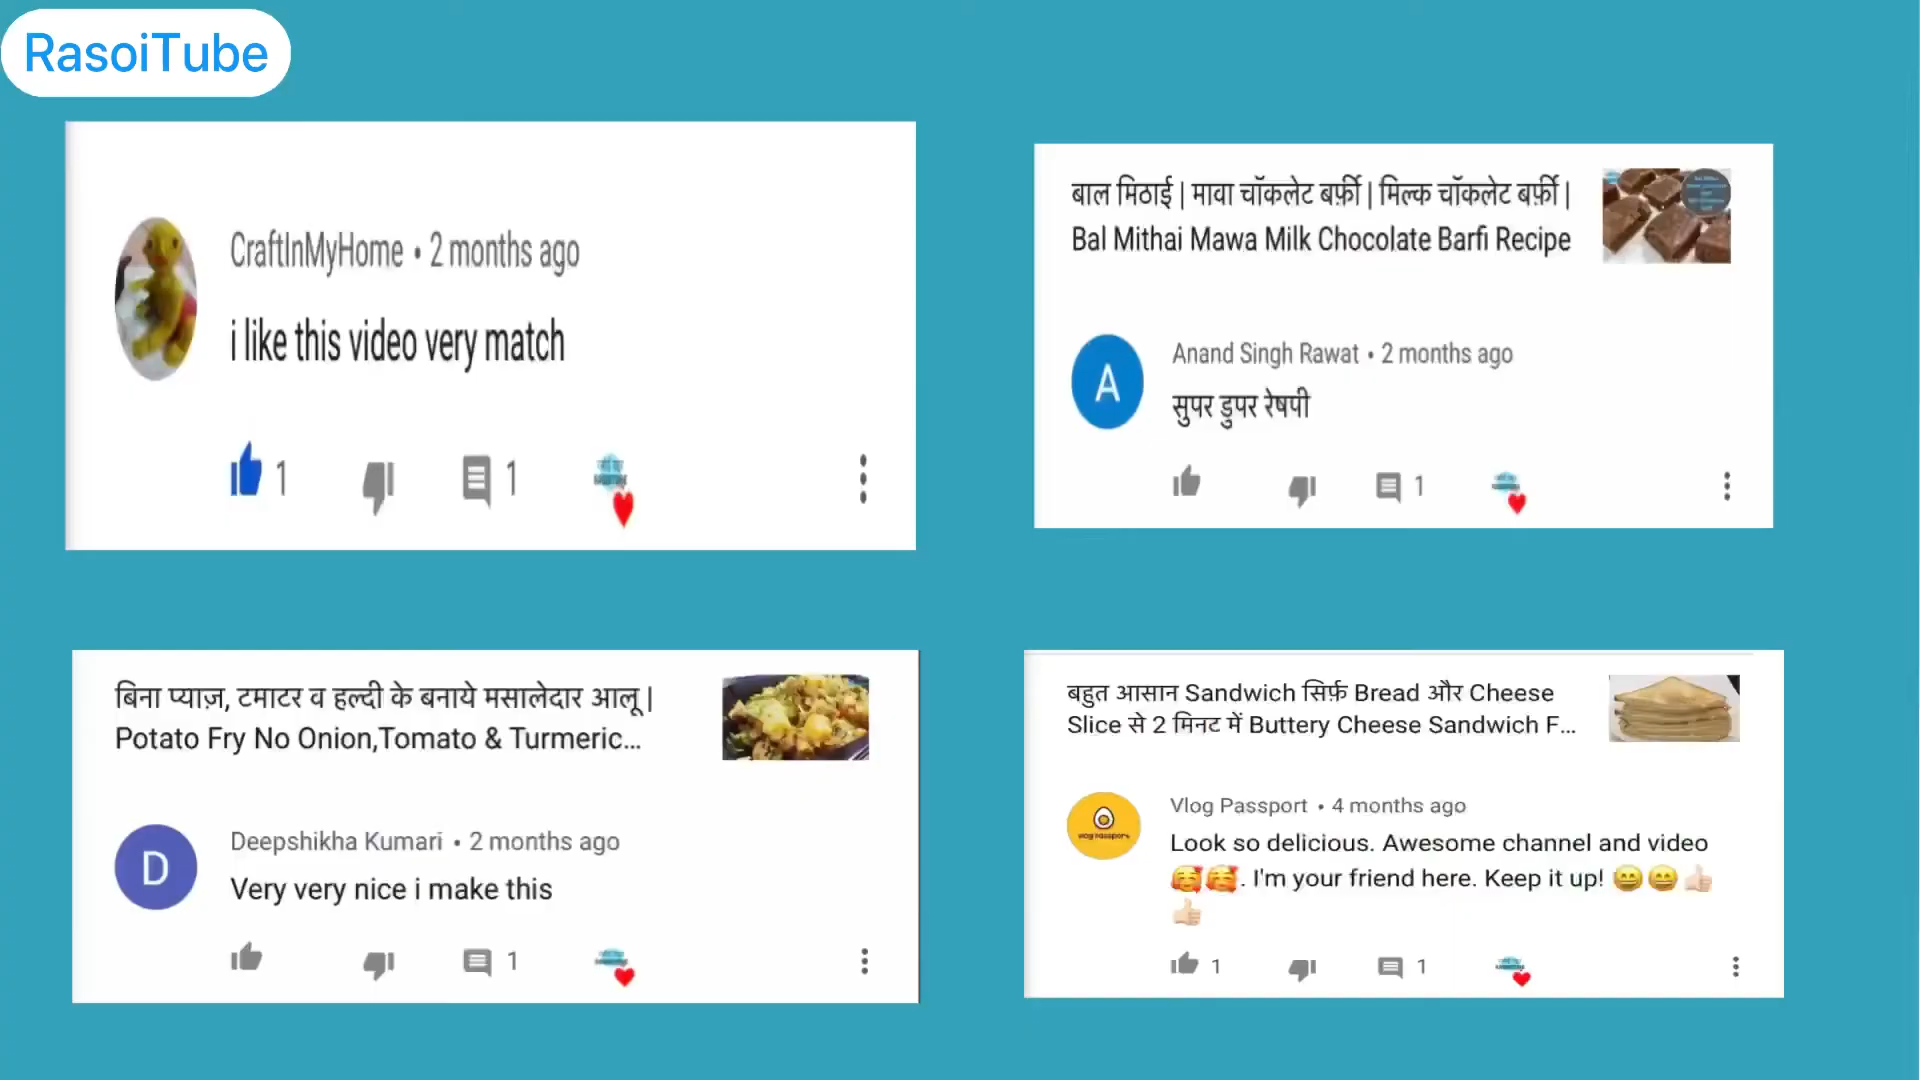 RasoiTube
CraftInMyHome • 2 months ago
i like this video very match
1
1
बाल मिठाई | मावा चॉकलेट बर्फ़ी | मिल्क चॉकलेट बर्फ़ी |
Bal Mithai Mawa Milk Chocolate Barfi Recipe
A
Anand Singh Rawat • 2 months ago
सुपर डुपर रेषपी
1
बिना प्याज़, टमाटर व हल्दी के बनाये मसालेदार आलू |
Potato Fry No Onion,Tomato & Turmeric...
D
Deepshikha Kumari • 2 months ago
Very very nice i make this
1
बहुत आसान Sandwich सिर्फ़ Bread और Cheese
Slice से 2 मिनट में Buttery Cheese Sandwich F...
Vlog Passport • 4 months ago
Look so delicious. Awesome channel and video
🥰🥰. I'm your friend here. Keep it up! 😄😄👍🏻
👍🏻
1
1